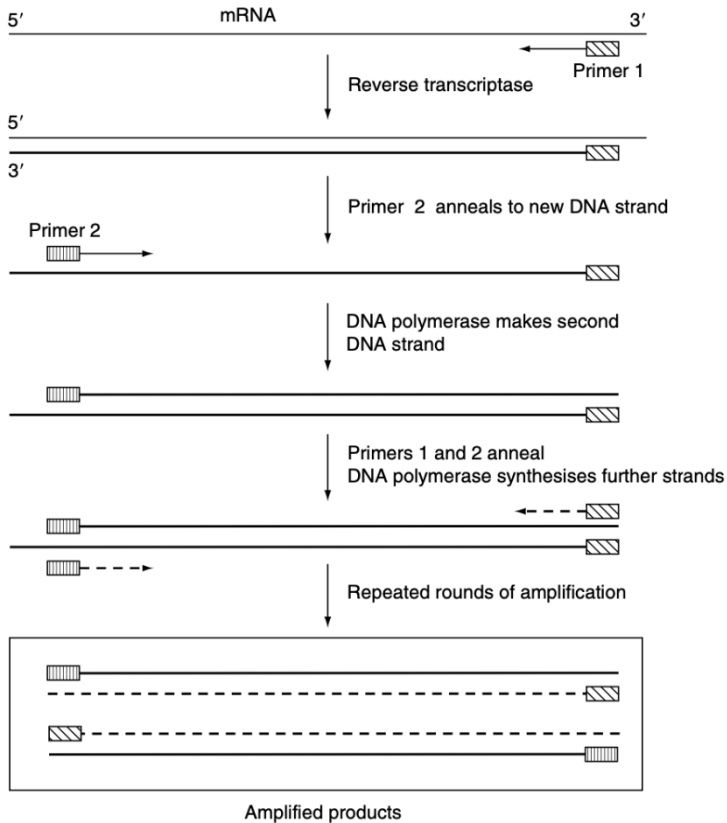 5′ mRNA 3′
Primer 1
Reverse transcriptase
5′
3′
Primer 2 anneals to new DNA strand
Primer 2
DNA polymerase makes second
DNA strand
Primers 1 and 2 anneal
DNA polymerase synthesises further strands
Repeated rounds of amplification
Amplified products